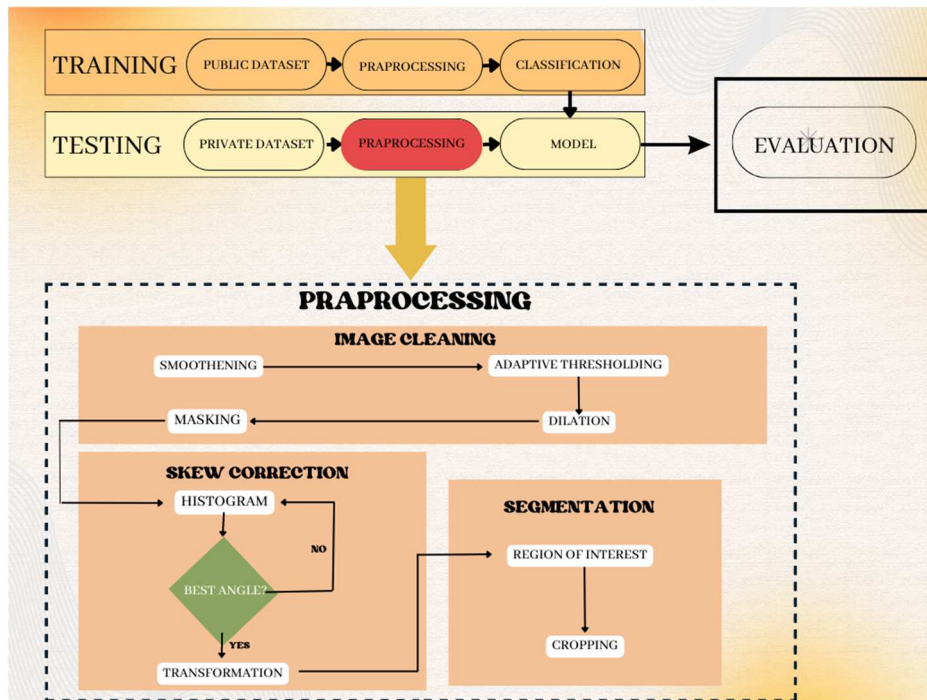 TRAINING
PUBLIC DATASET
PRAPROCESSING
CLASSIFICATION
TESTING
PRIVATE DATASET
PRAPROCESSING
MODEL
EVALUATION
PRAPROCESSING
IMAGE CLEANING
SMOOTHENING
ADAPTIVE THRESHOLDING
MASKING
DILATION
SKEW CORRECTION
HISTOGRAM
NO
BEST ANGLE?
YES
TRANSFORMATION
SEGMENTATION
REGION OF INTEREST
CROPPING